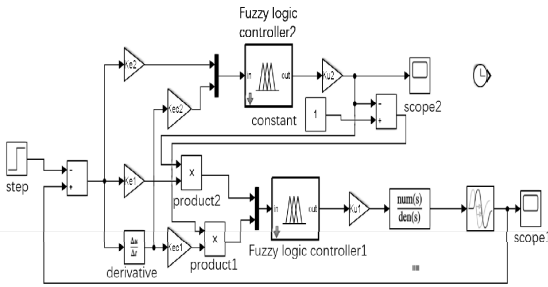 Fuzzy logic
controller2
Ke2
in
out
Ku2
scope2
Kec2
constant
1
-
+
step
-
+
Ke1
x
product2
num(s)
den(s)
in
out
Ku1
scope1
Δu
Δt
Kec1
x
product1
Fuzzy logic controller1
derivative